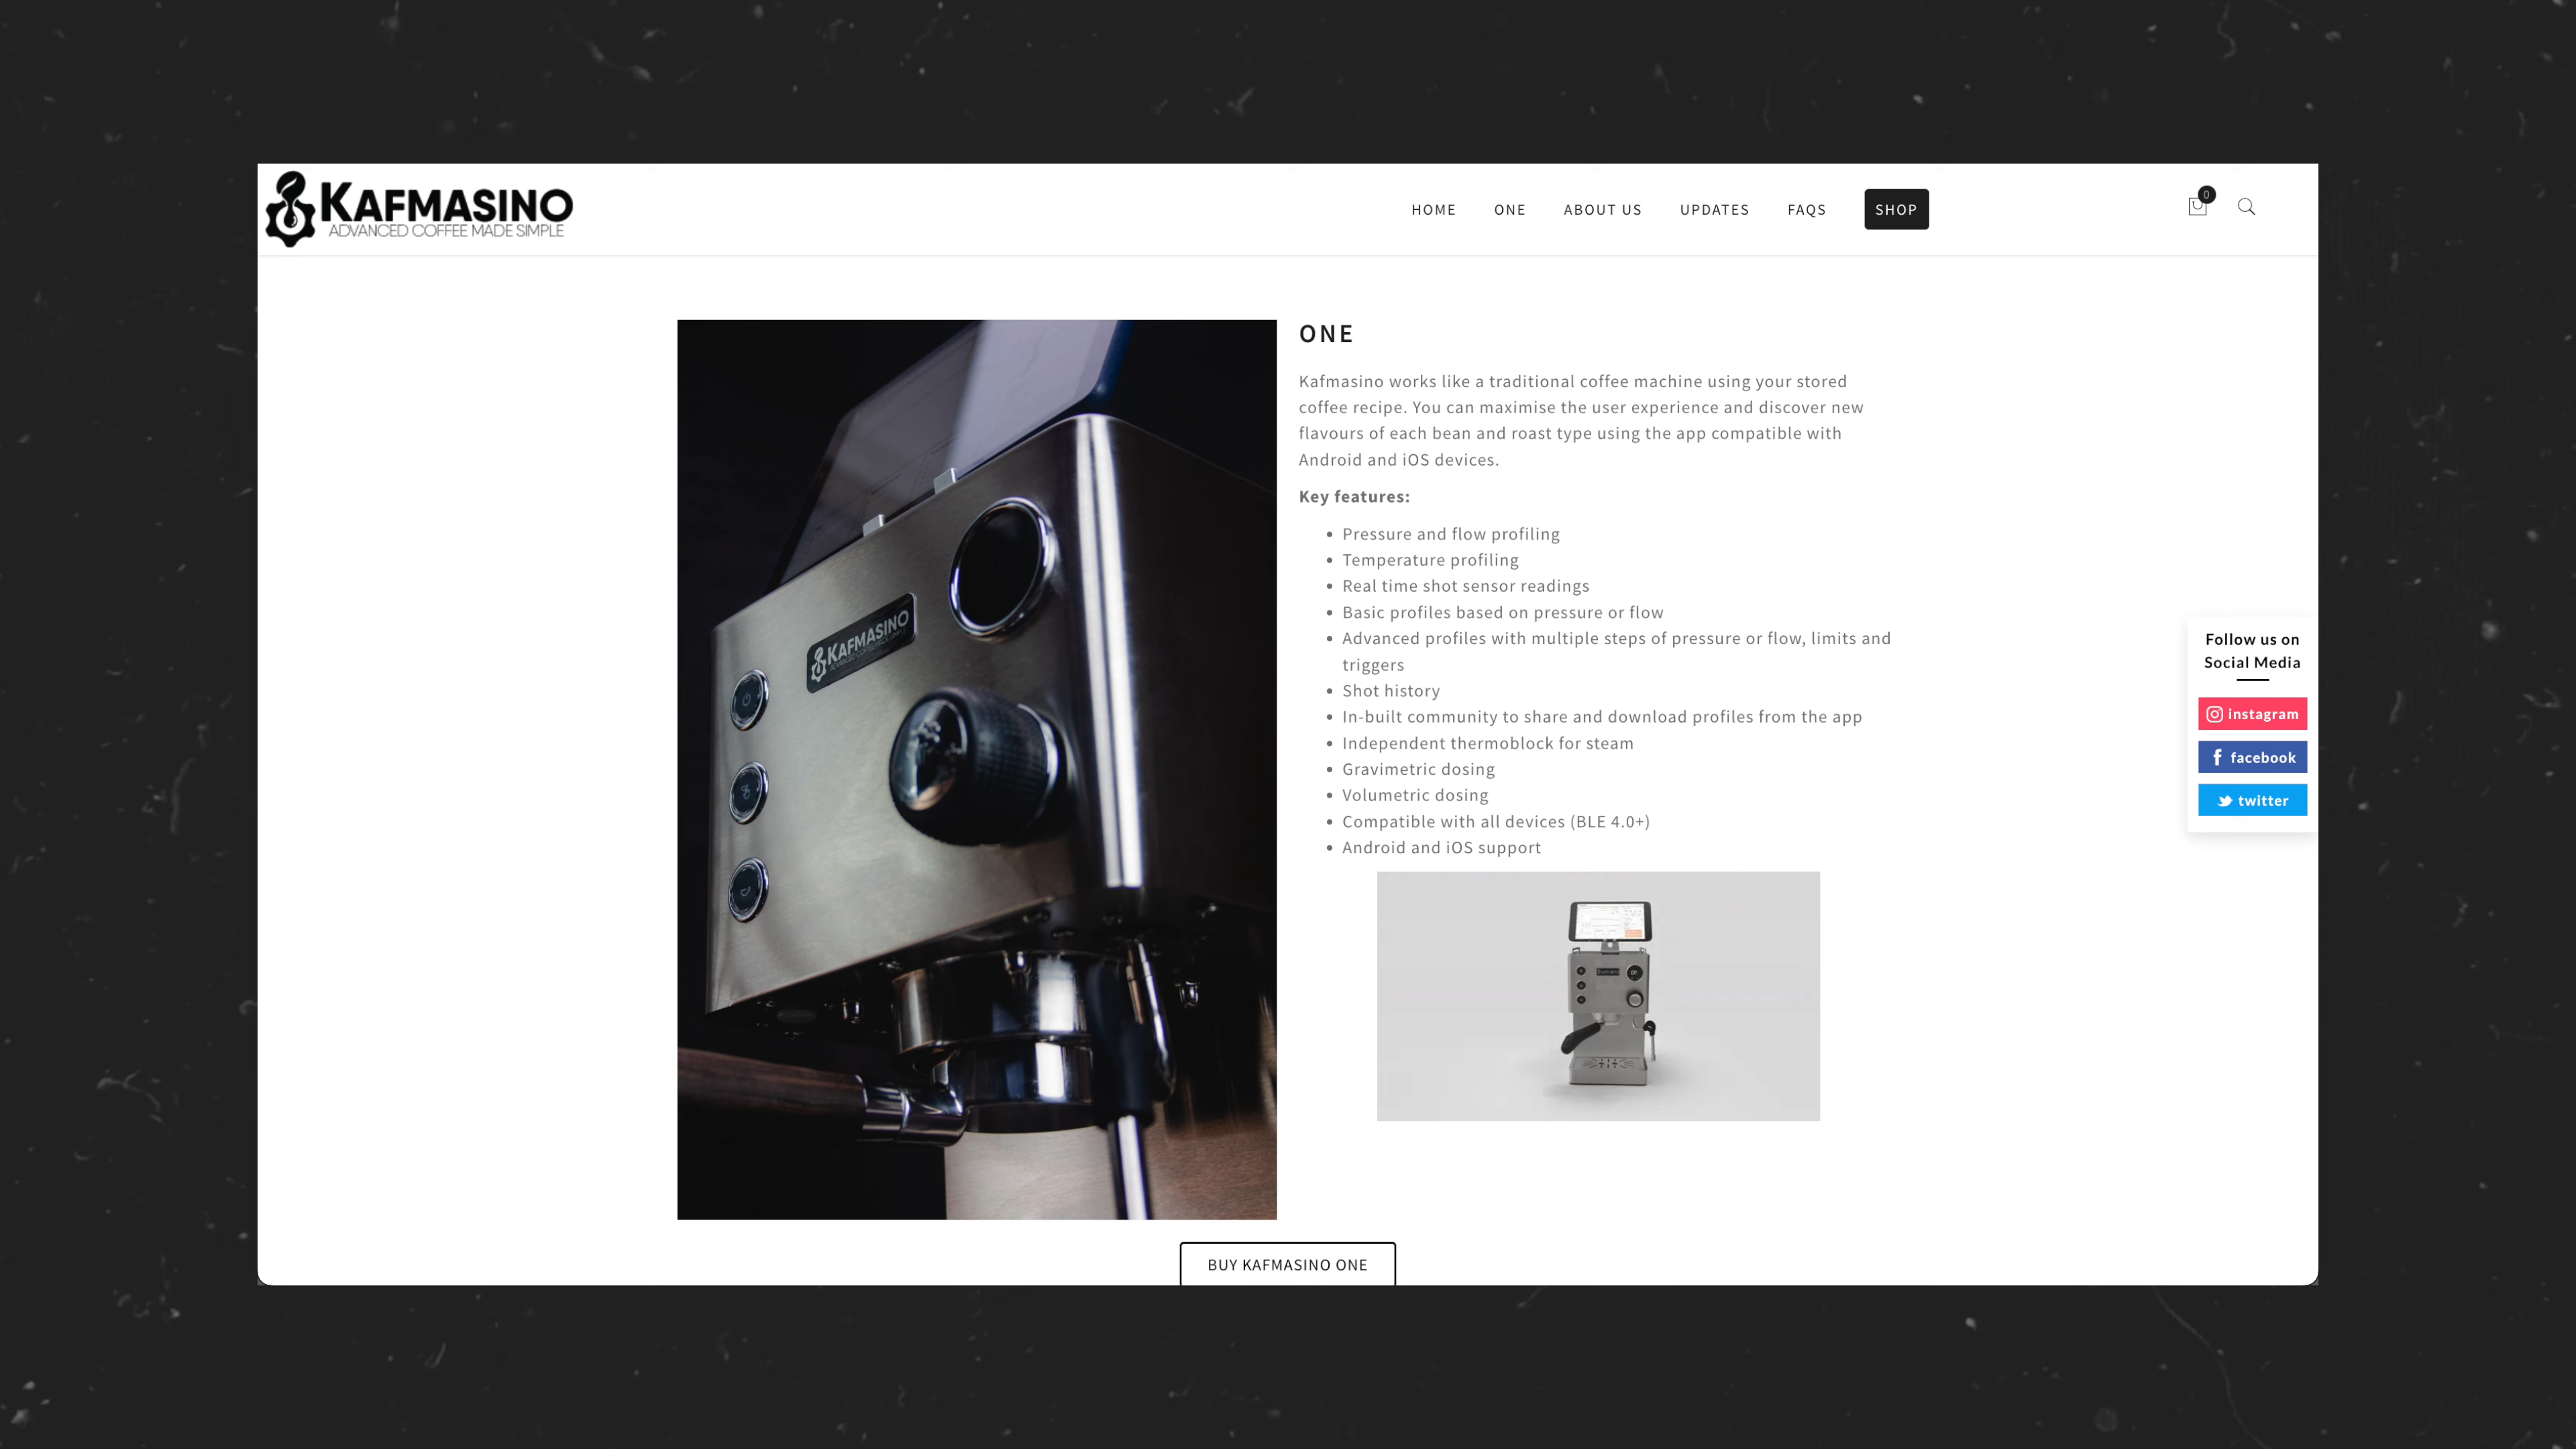 KAFMASINO
ADVANCED COFFEE MADE SIMPLE
HOME
ONE
ABOUT US
UPDATES
FAQS
SHOP
0
ONE
Kafmasino works like a traditional coffee machine using your stored
coffee recipe. You can maximise the user experience and discover new
flavours of each bean and roast type using the app compatible with
Android and iOS devices.
Key features:
• Pressure and flow profiling
• Temperature profiling
• Real time shot sensor readings
• Basic profiles based on pressure or flow
• Advanced profiles with multiple steps of pressure or flow, limits and
triggers
• Shot history
• In-built community to share and download profiles from the app
• Independent thermoblock for steam
• Gravimetric dosing
• Volumetric dosing
• Compatible with all devices (BLE 4.0+)
• Android and iOS support
KAFMASINO
ADVANCED COFFEE MADE SIMPLE
Follow us on
Social Media
instagram
facebook
twitter
BUY KAFMASINO ONE